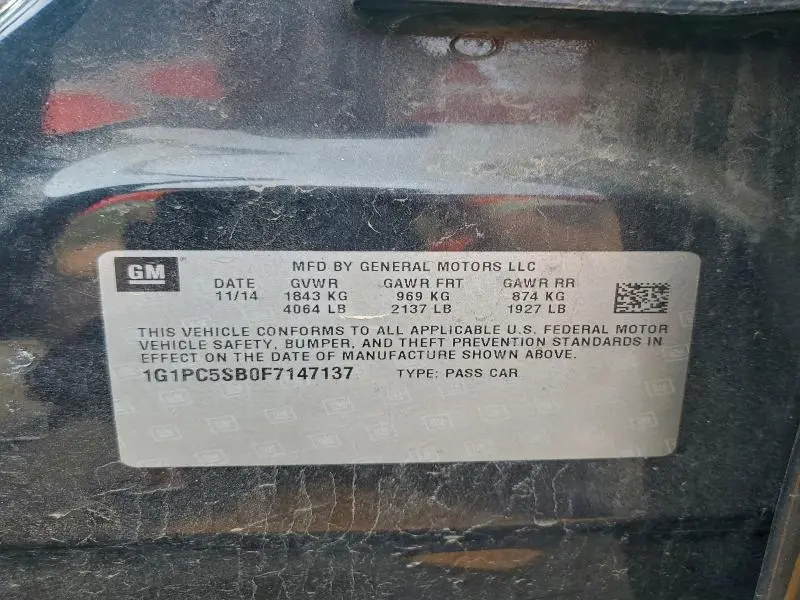 GM
MFD BY GENERAL MOTORS LLC
DATE GVWR GAWR FRT GAWR RR
11/14 1843 KG 969 KG 874 KG
4064 LB 2137 LB 1927 LB
THIS VEHICLE CONFORMS TO ALL APPLICABLE U.S. FEDERAL MOTOR
VEHICLE SAFETY, BUMPER, AND THEFT PREVENTION STANDARDS IN
EFFECT ON THE DATE OF MANUFACTURE SHOWN ABOVE.
1G1PC5SB0F7147137 TYPE: PASS CAR